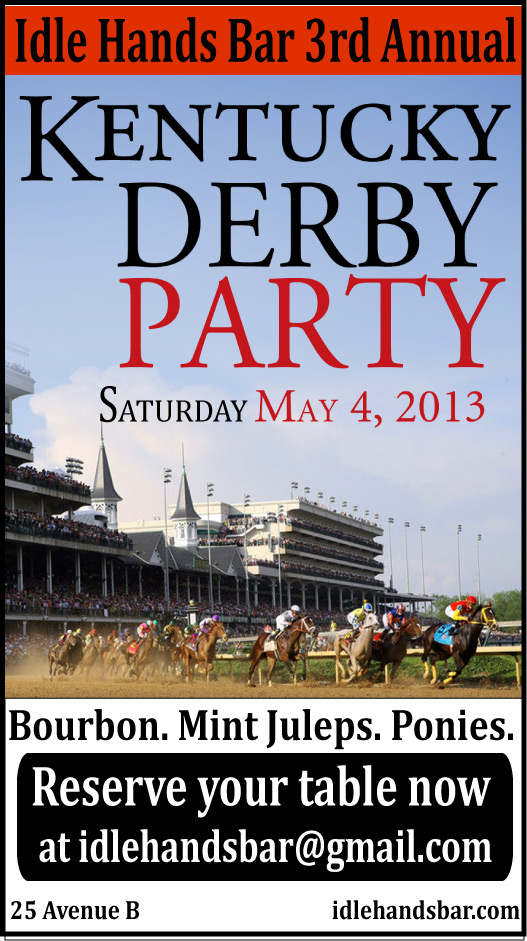 Idle Hands Bar 3rd Annual
KENTUCKY
DERBY
PARTY
SATURDAY MAY 4, 2013
Bourbon. Mint Juleps. Ponies.
Reserve your table now
at idlehandsbar@gmail.com
25 Avenue B idlehandsbar.com